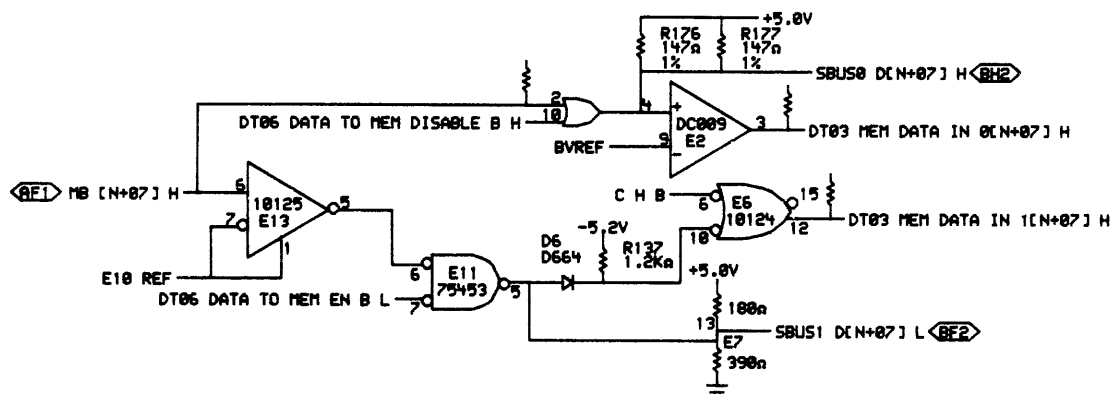 +5.0V
R176
147Ω
1%
R177
147Ω
1%
SBUS0 D[N+07] H BH2
2
10
DT06 DATA TO MEM DISABLE B H
4
+
DC009
E2
3
DT03 MEM DATA IN 0[N+07] H
BVREF
9
-
AF1 MB [N+07] H
6
10125
E13
5
7
1
E10 REF
C H B
6
E6
10124
15
10
12
DT03 MEM DATA IN 1[N+07] H
-5.2V
D6
D664
R137
1.2KΩ
+5.0V
6
E11
75453
5
DT06 DATA TO MEM EN B L
7
180Ω
13
SBUS1 D[N+07] L BF2
E7
390Ω